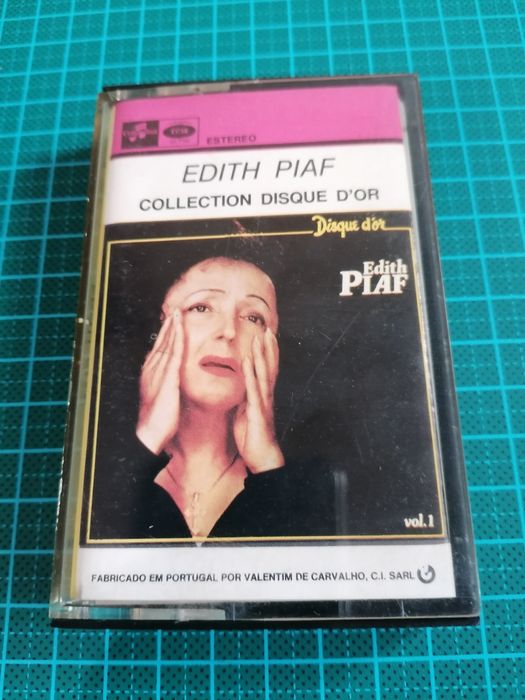 EMI
ESTEREO
EDITH PIAF
COLLECTION DISQUE D'OR
Disque d'or
Edith
PIAF
vol.1
FABRICADO EM PORTUGAL POR VALENTIM DE CARVALHO, C.I. SARL